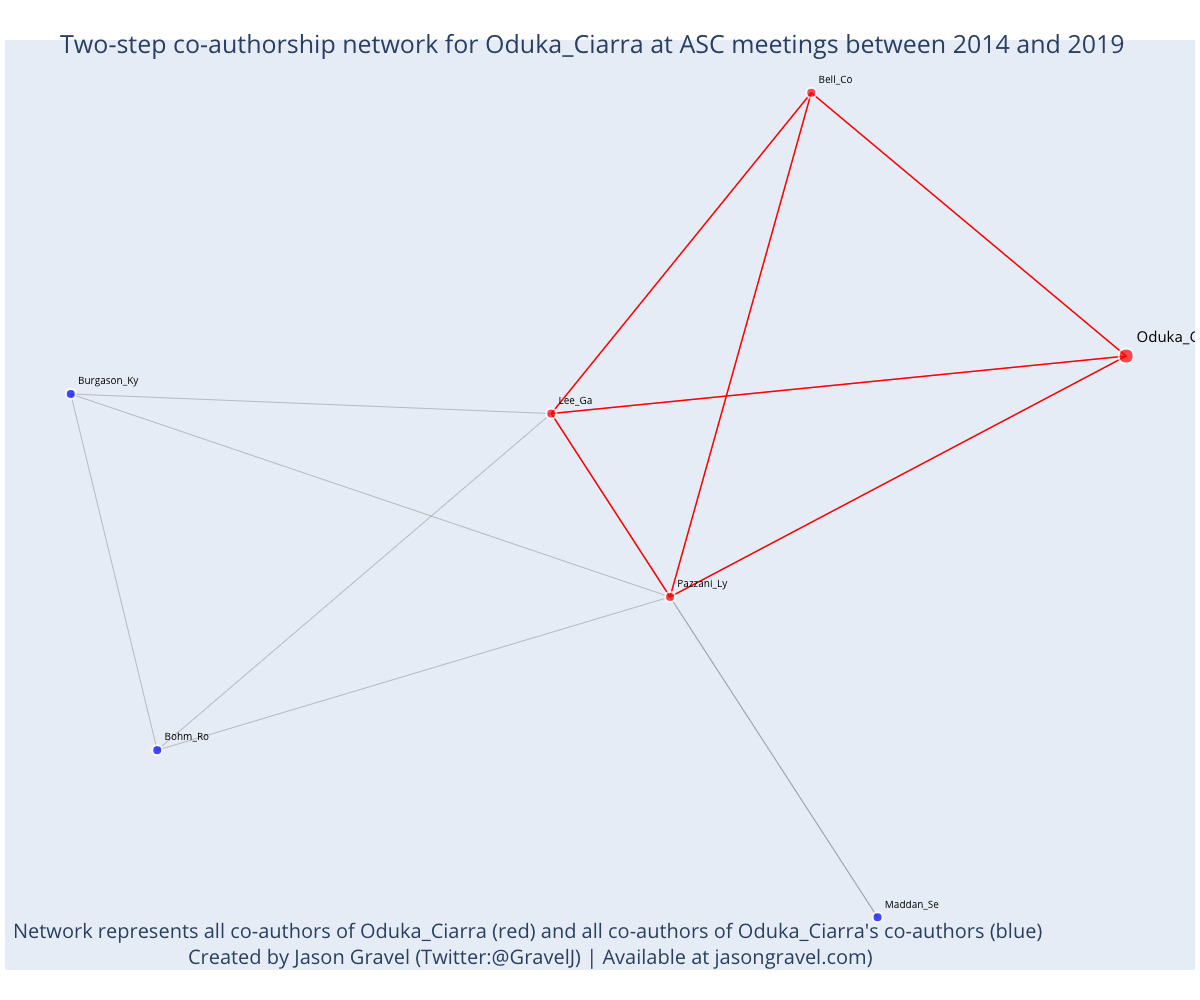 Two-step co-authorship network for Oduka_Ciarra at ASC meetings between 2014 and 2019
Bell_Co
Oduka_C
Burgason_Ky
Lee_Ga
Pazzani_Ly
Bohm_Ro
Maddan_Se
Network represents all co-authors of Oduka_Ciarra (red) and all co-authors of Oduka_Ciarra's co-authors (blue)
Created by Jason Gravel (Twitter:@GravelJ) | Available at jasongravel.com)